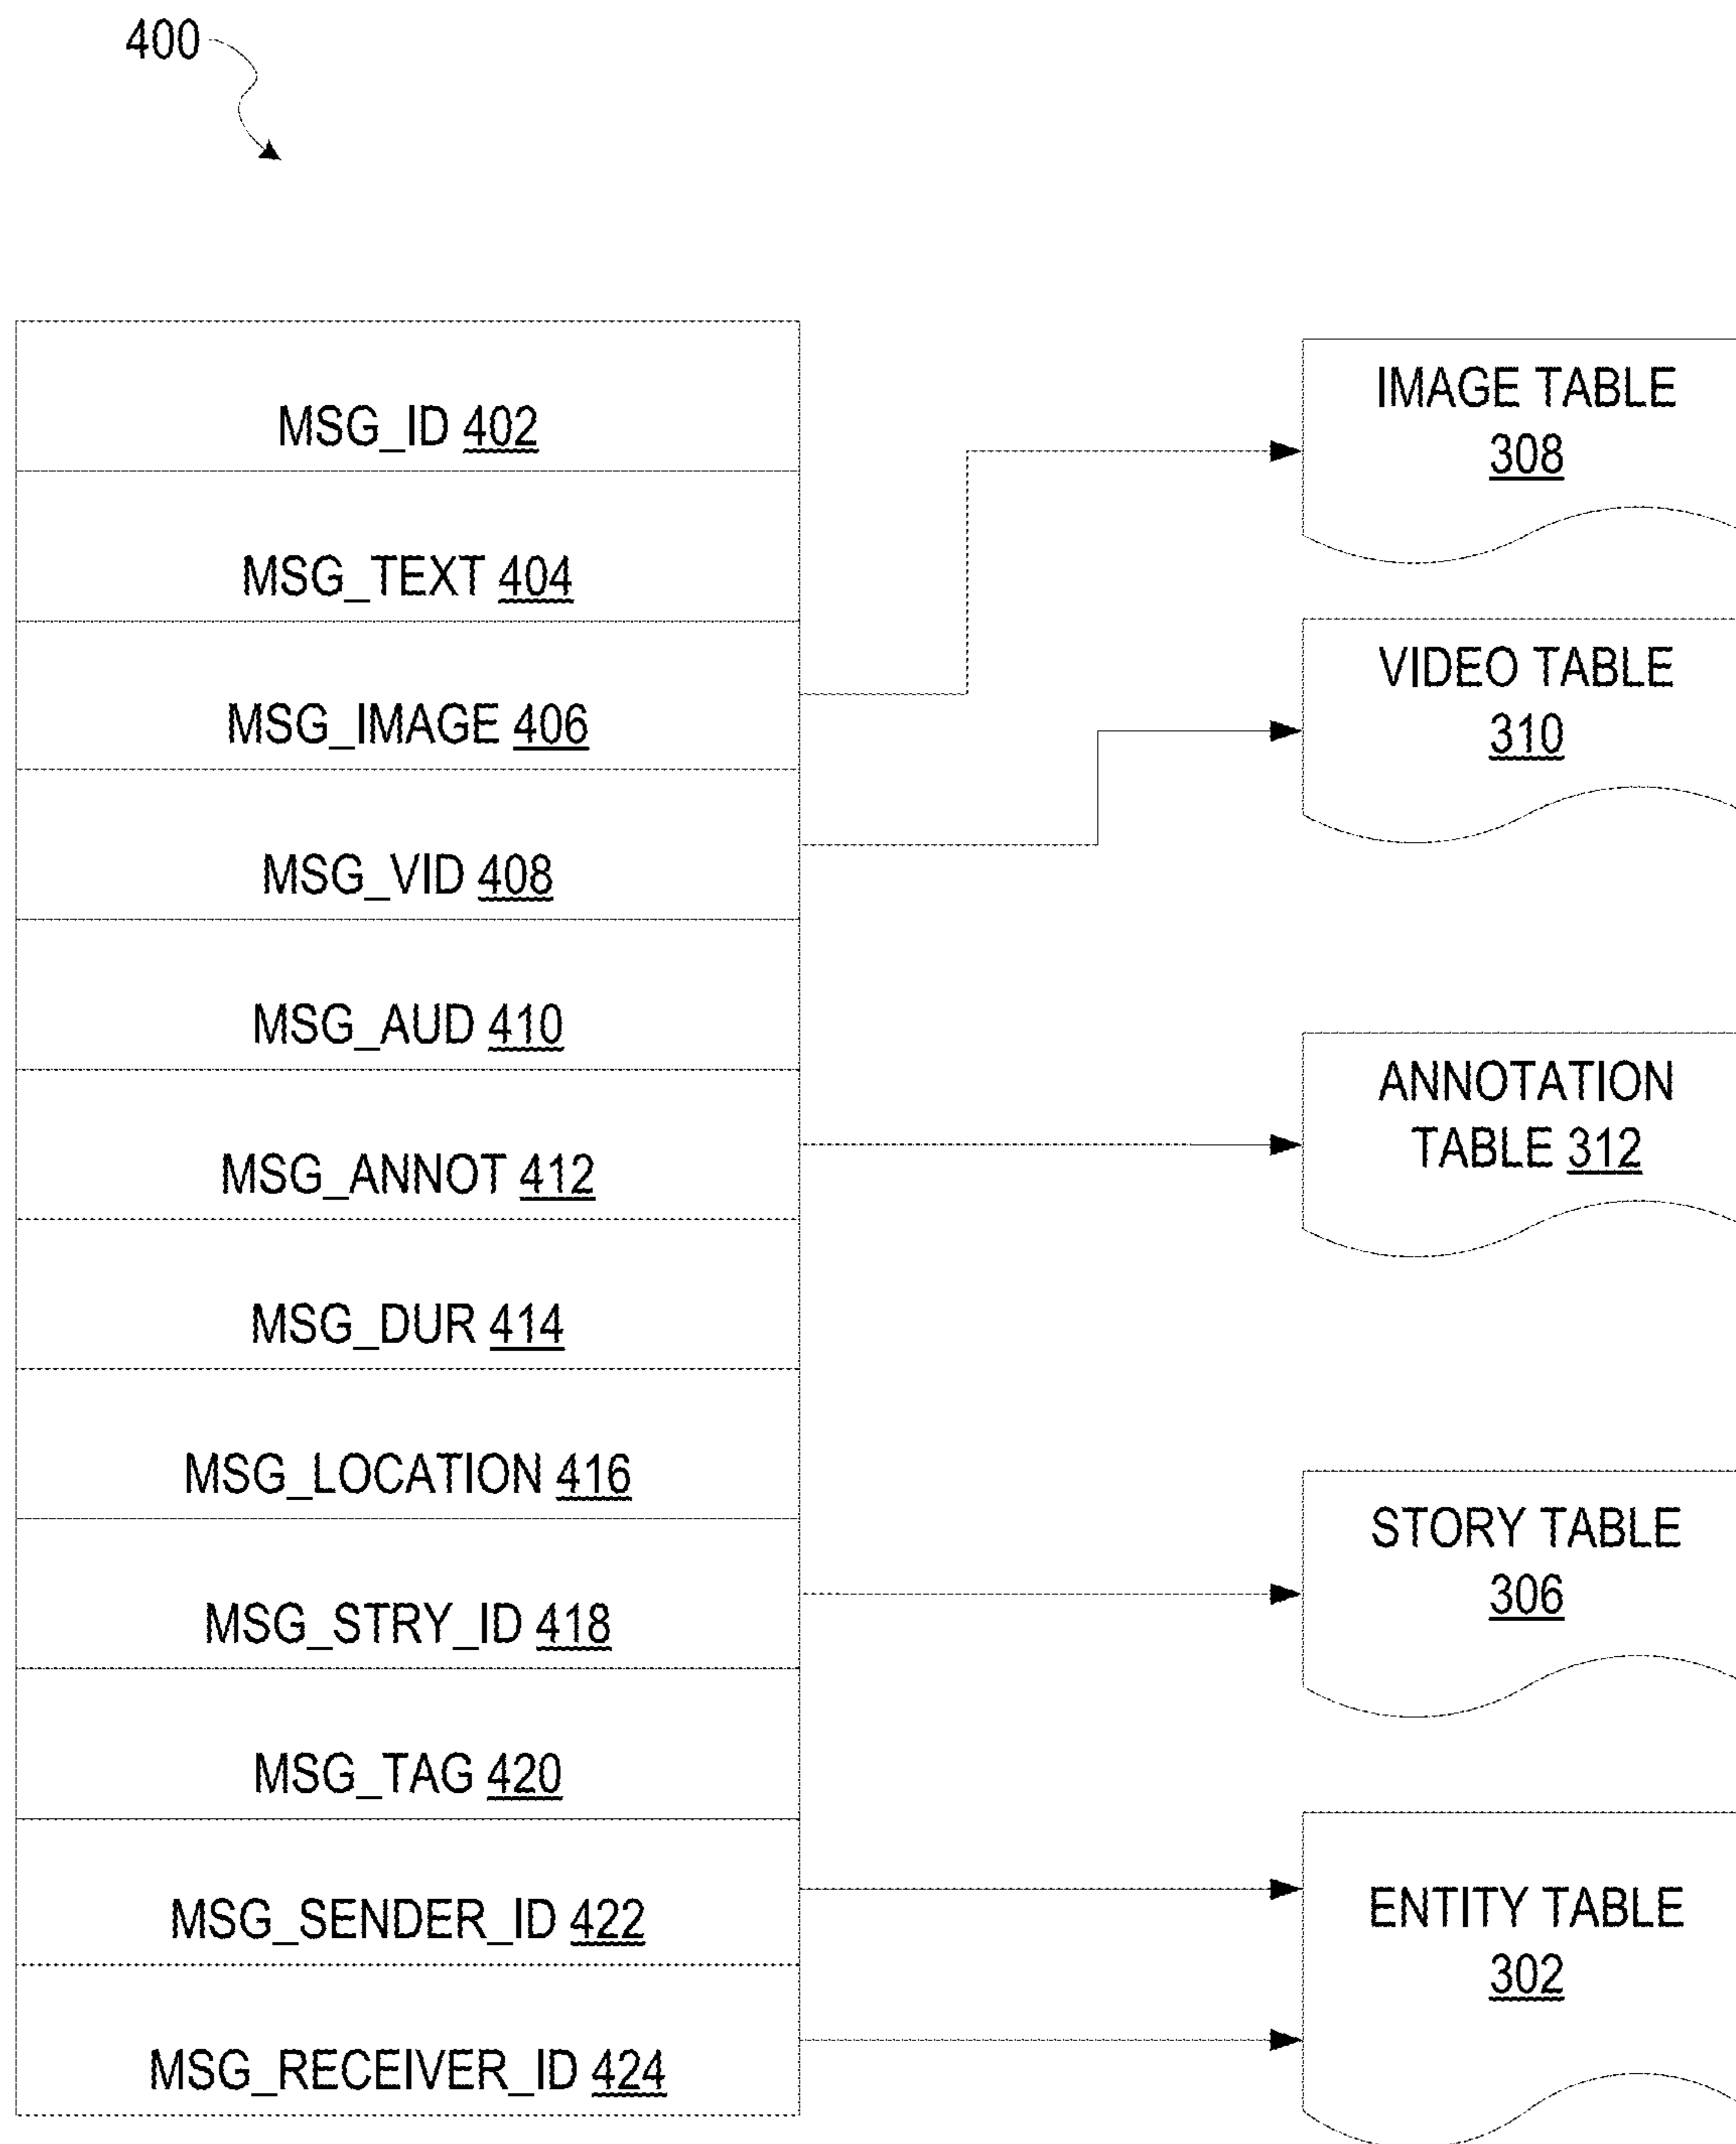 400
MSG_ID 402
MSG_TEXT 404
MSG_IMAGE 406
MSG_VID 408
MSG_AUD 410
MSG_ANNOT 412
MSG_DUR 414
MSG_LOCATION 416
MSG_STRY_ID 418
MSG_TAG 420
MSG_SENDER_ID 422
MSG_RECEIVER_ID 424
IMAGE TABLE
308
VIDEO TABLE
310
ANNOTATION
TABLE 312
STORY TABLE
306
ENTITY TABLE
302